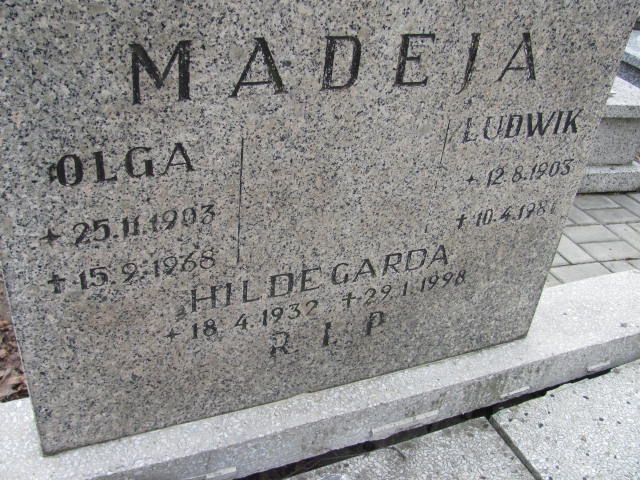 MADEJA
OLGA
+ 25.11.1903
+ 15.2.1968
LUDWIK
+ 12.8.1903
+ 10.4.1981
HILDEGARDA
+ 18.4.1932 + 29.1.1998
R I P